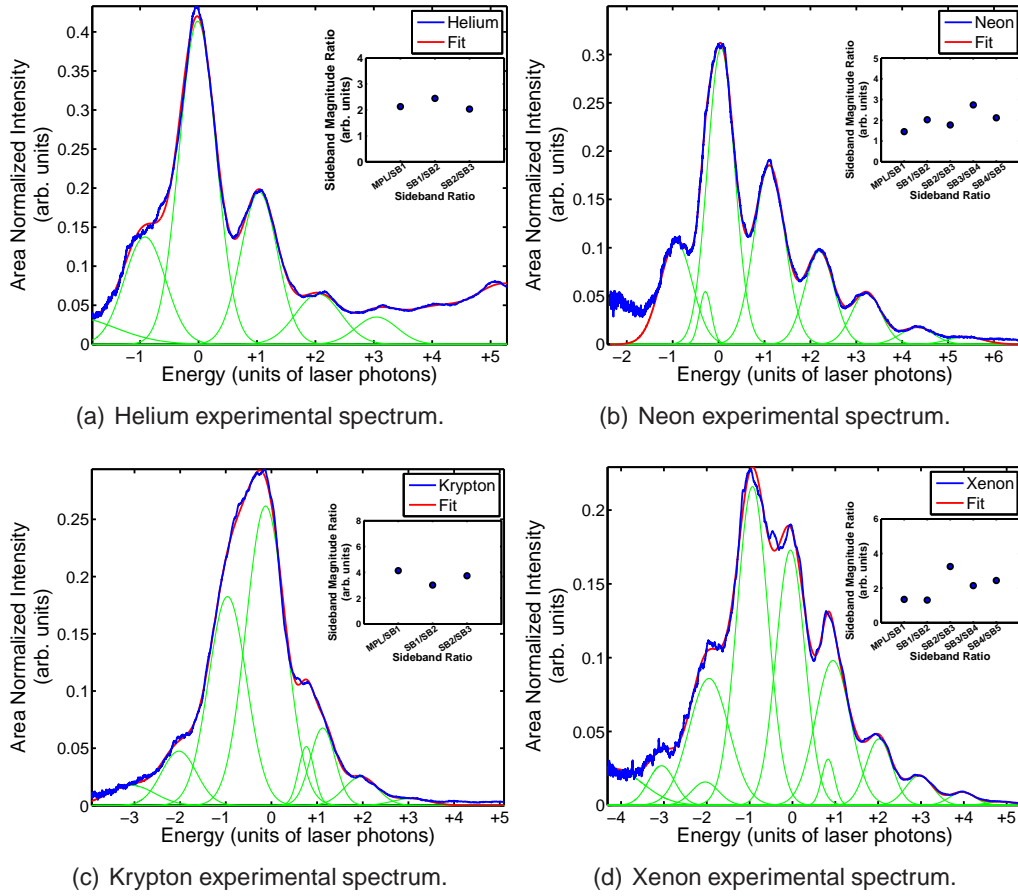 Helium
Fit
Area Normalized Intensity
(arb. units)
0.4
0.35
0.3
0.25
0.2
0.15
0.1
0.05
0
−1 0 +1 +2 +3 +4 +5
Energy (units of laser photons)
Sideband Magnitude Ratio
(arb. units)
4
2
0
MPL/SB1 SB1/SB2 SB2/SB3
Sideband Ratio
(a) Helium experimental spectrum.
Neon
Fit
Area Normalized Intensity
(arb. units)
0.3
0.2
0.1
0
−2 −1 0 +1 +2 +3 +4 +5 +6
Energy (units of laser photons)
Sideband Magnitude Ratio
(arb. units)
5
4
3
2
1
0
MPL/SB1 SB1/SB2 SB2/SB3 SB3/SB4 SB4/SB5
Sideband Ratio
(b) Neon experimental spectrum.
Krypton
Fit
Area Normalized Intensity
(arb. units)
0.25
0.2
0.15
0.1
0.05
0
−3 −2 −1 0 +1 +2 +3 +4 +5
Energy (units of laser photons)
Sideband Magnitude Ratio
(arb. units)
8
6
4
2
0
MPL/SB1 SB1/SB2 SB2/SB3
Sideband Ratio
(c) Krypton experimental spectrum.
Xenon
Fit
Area Normalized Intensity
(arb. units)
0.2
0.15
0.1
0.05
0
−4 −3 −2 −1 0 +1 +2 +3 +4 +5
Energy (units of laser photons)
Sideband Magnitude Ratio
(arb. units)
6
4
2
0
MPL/SB1 SB1/SB2 SB2/SB3 SB3/SB4 SB4/SB5
Sideband Ratio
(d) Xenon experimental spectrum.